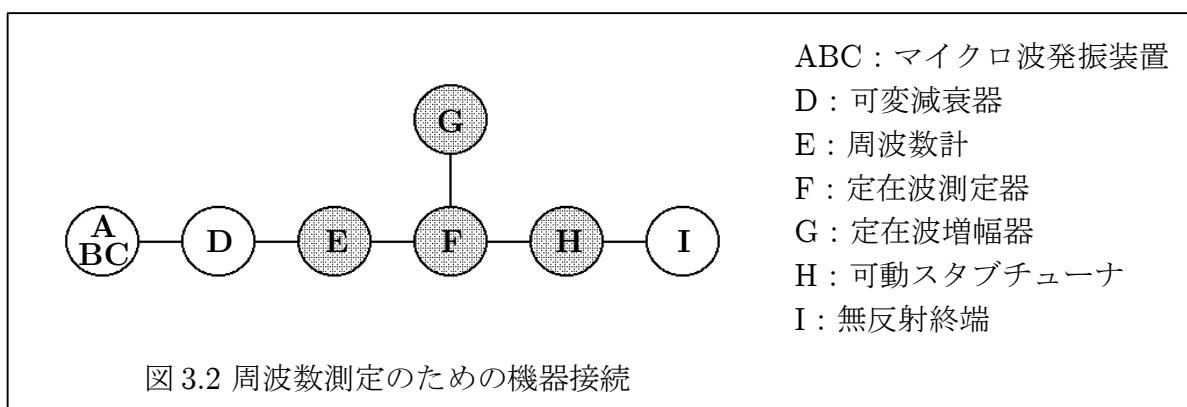 G
A
BC
D
E
F
H
I
ABC：マイクロ波発振装置
D：可変減衰器
E：周波数計
F：定在波測定器
G：定在波増幅器
H：可動スタブチューナ
I：無反射終端
図 3.2 周波数測定のための機器接続